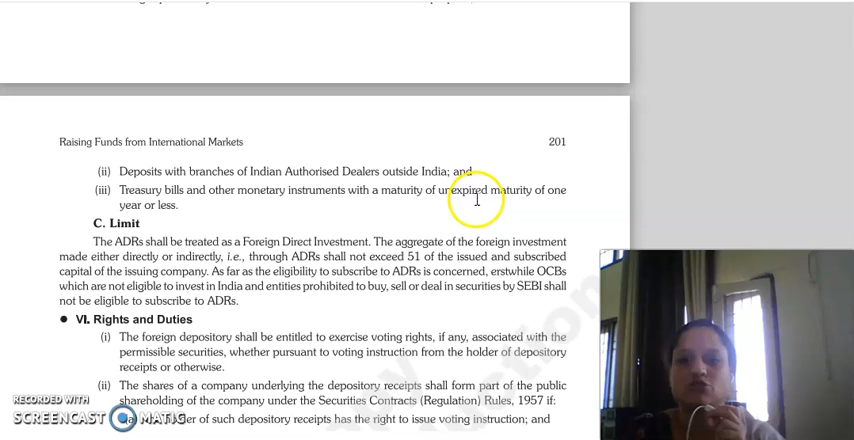 Raising Funds from International Markets 201
(ii) Deposits with branches of Indian Authorised Dealers outside India; and
(iii) Treasury bills and other monetary instruments with a maturity of unexpired maturity of one
year or less.
C. Limit
The ADRs shall be treated as a Foreign Direct Investment. The aggregate of the foreign investment
made either directly or indirectly, i.e., through ADRs shall not exceed 51 of the issued and subscribed
capital of the issuing company. As far as the eligibility to subscribe to ADRs is concerned, erstwhile OCBs
which are not eligible to invest in India and entities prohibited to buy, sell or deal in securities by SEBI shall
not be eligible to subscribe to ADRs.
● VI. Rights and Duties
(i) The foreign depository shall be entitled to exercise voting rights, if any, associated with the
permissible securities, whether pursuant to voting instruction from the holder of depository
receipts or otherwise.
(ii) The shares of a company underlying the depository receipts shall form part of the public
shareholding of the company under the Securities Contracts (Regulation) Rules, 1957 if:
of such depository receipts has the right to issue voting instruction; and
RECORDED WITH
SCREENCAST MATIC